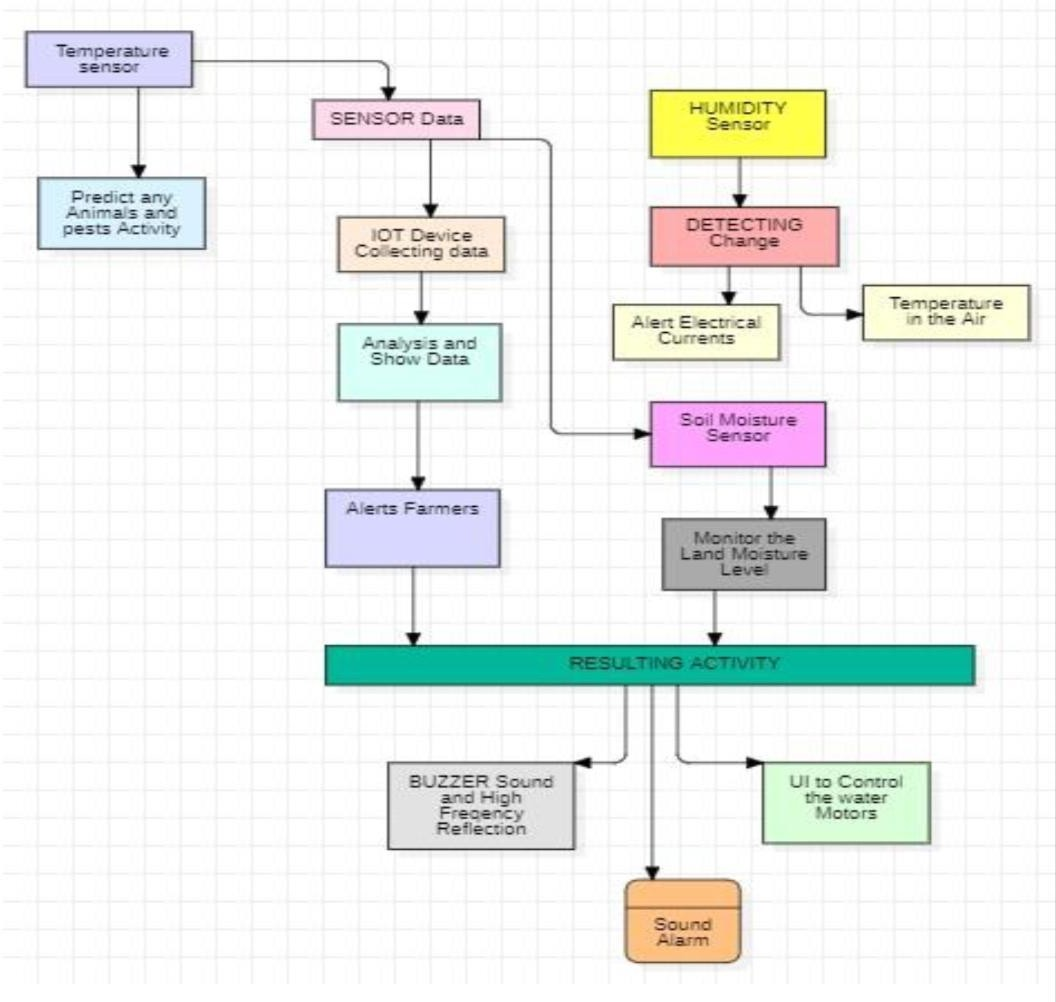 Temperature
sensor
SENSOR Data
HUMIDITY
Sensor
Predict any
Animals and
pests Activity
IOT Device
Collecting data
DETECTING
Change
Alert Electrical
Currents
Temperature
in the Air
Analysis and
Show Data
Soil Moisture
Sensor
Alerts Farmers
Monitor the
Land Moisture
Level
RESULTING ACTIVITY
BUZZER Sound
and High
Freqency
Reflection
UI to Control
the water
Motors
Sound
Alarm